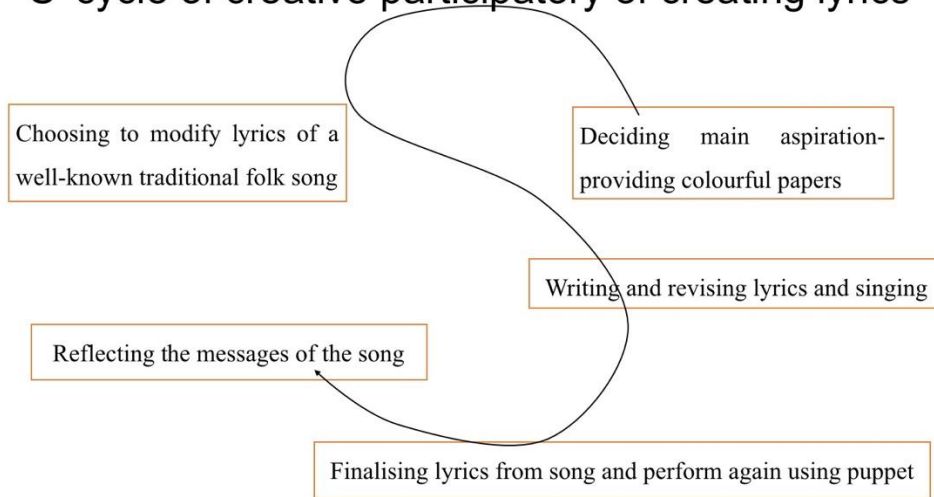 cycle of creative participatory of creating lyrics
Choosing to modify lyrics of a
well-known traditional folk song
Deciding main aspiration-
providing colourful papers
Writing and revising lyrics and singing
Reflecting the messages of the song
Finalising lyrics from song and perform again using puppet